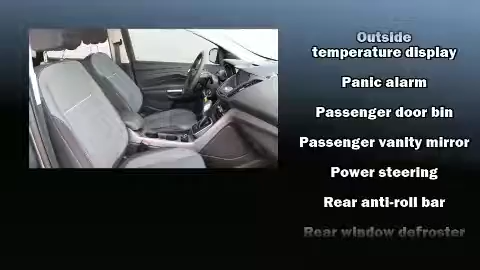 Outside
temperature display
Panic alarm
Passenger door bin
Passenger vanity mirror
Power steering
Rear anti-roll bar
Rear window defroster